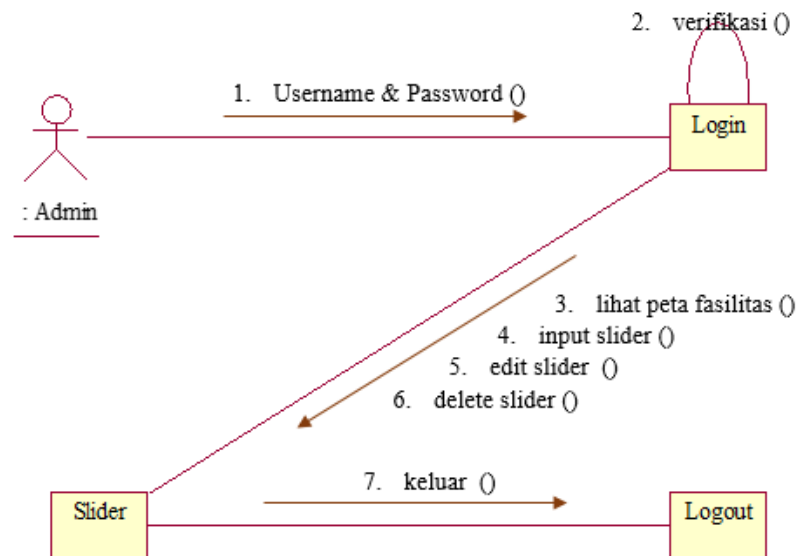 2. verifikasi ()
1. Username & Password ()
Login
: Admin
3. lihat peta fasilitas ()
4. input slider ()
5. edit slider ()
6. delete slider ()
7. keluar ()
Slider
Logout